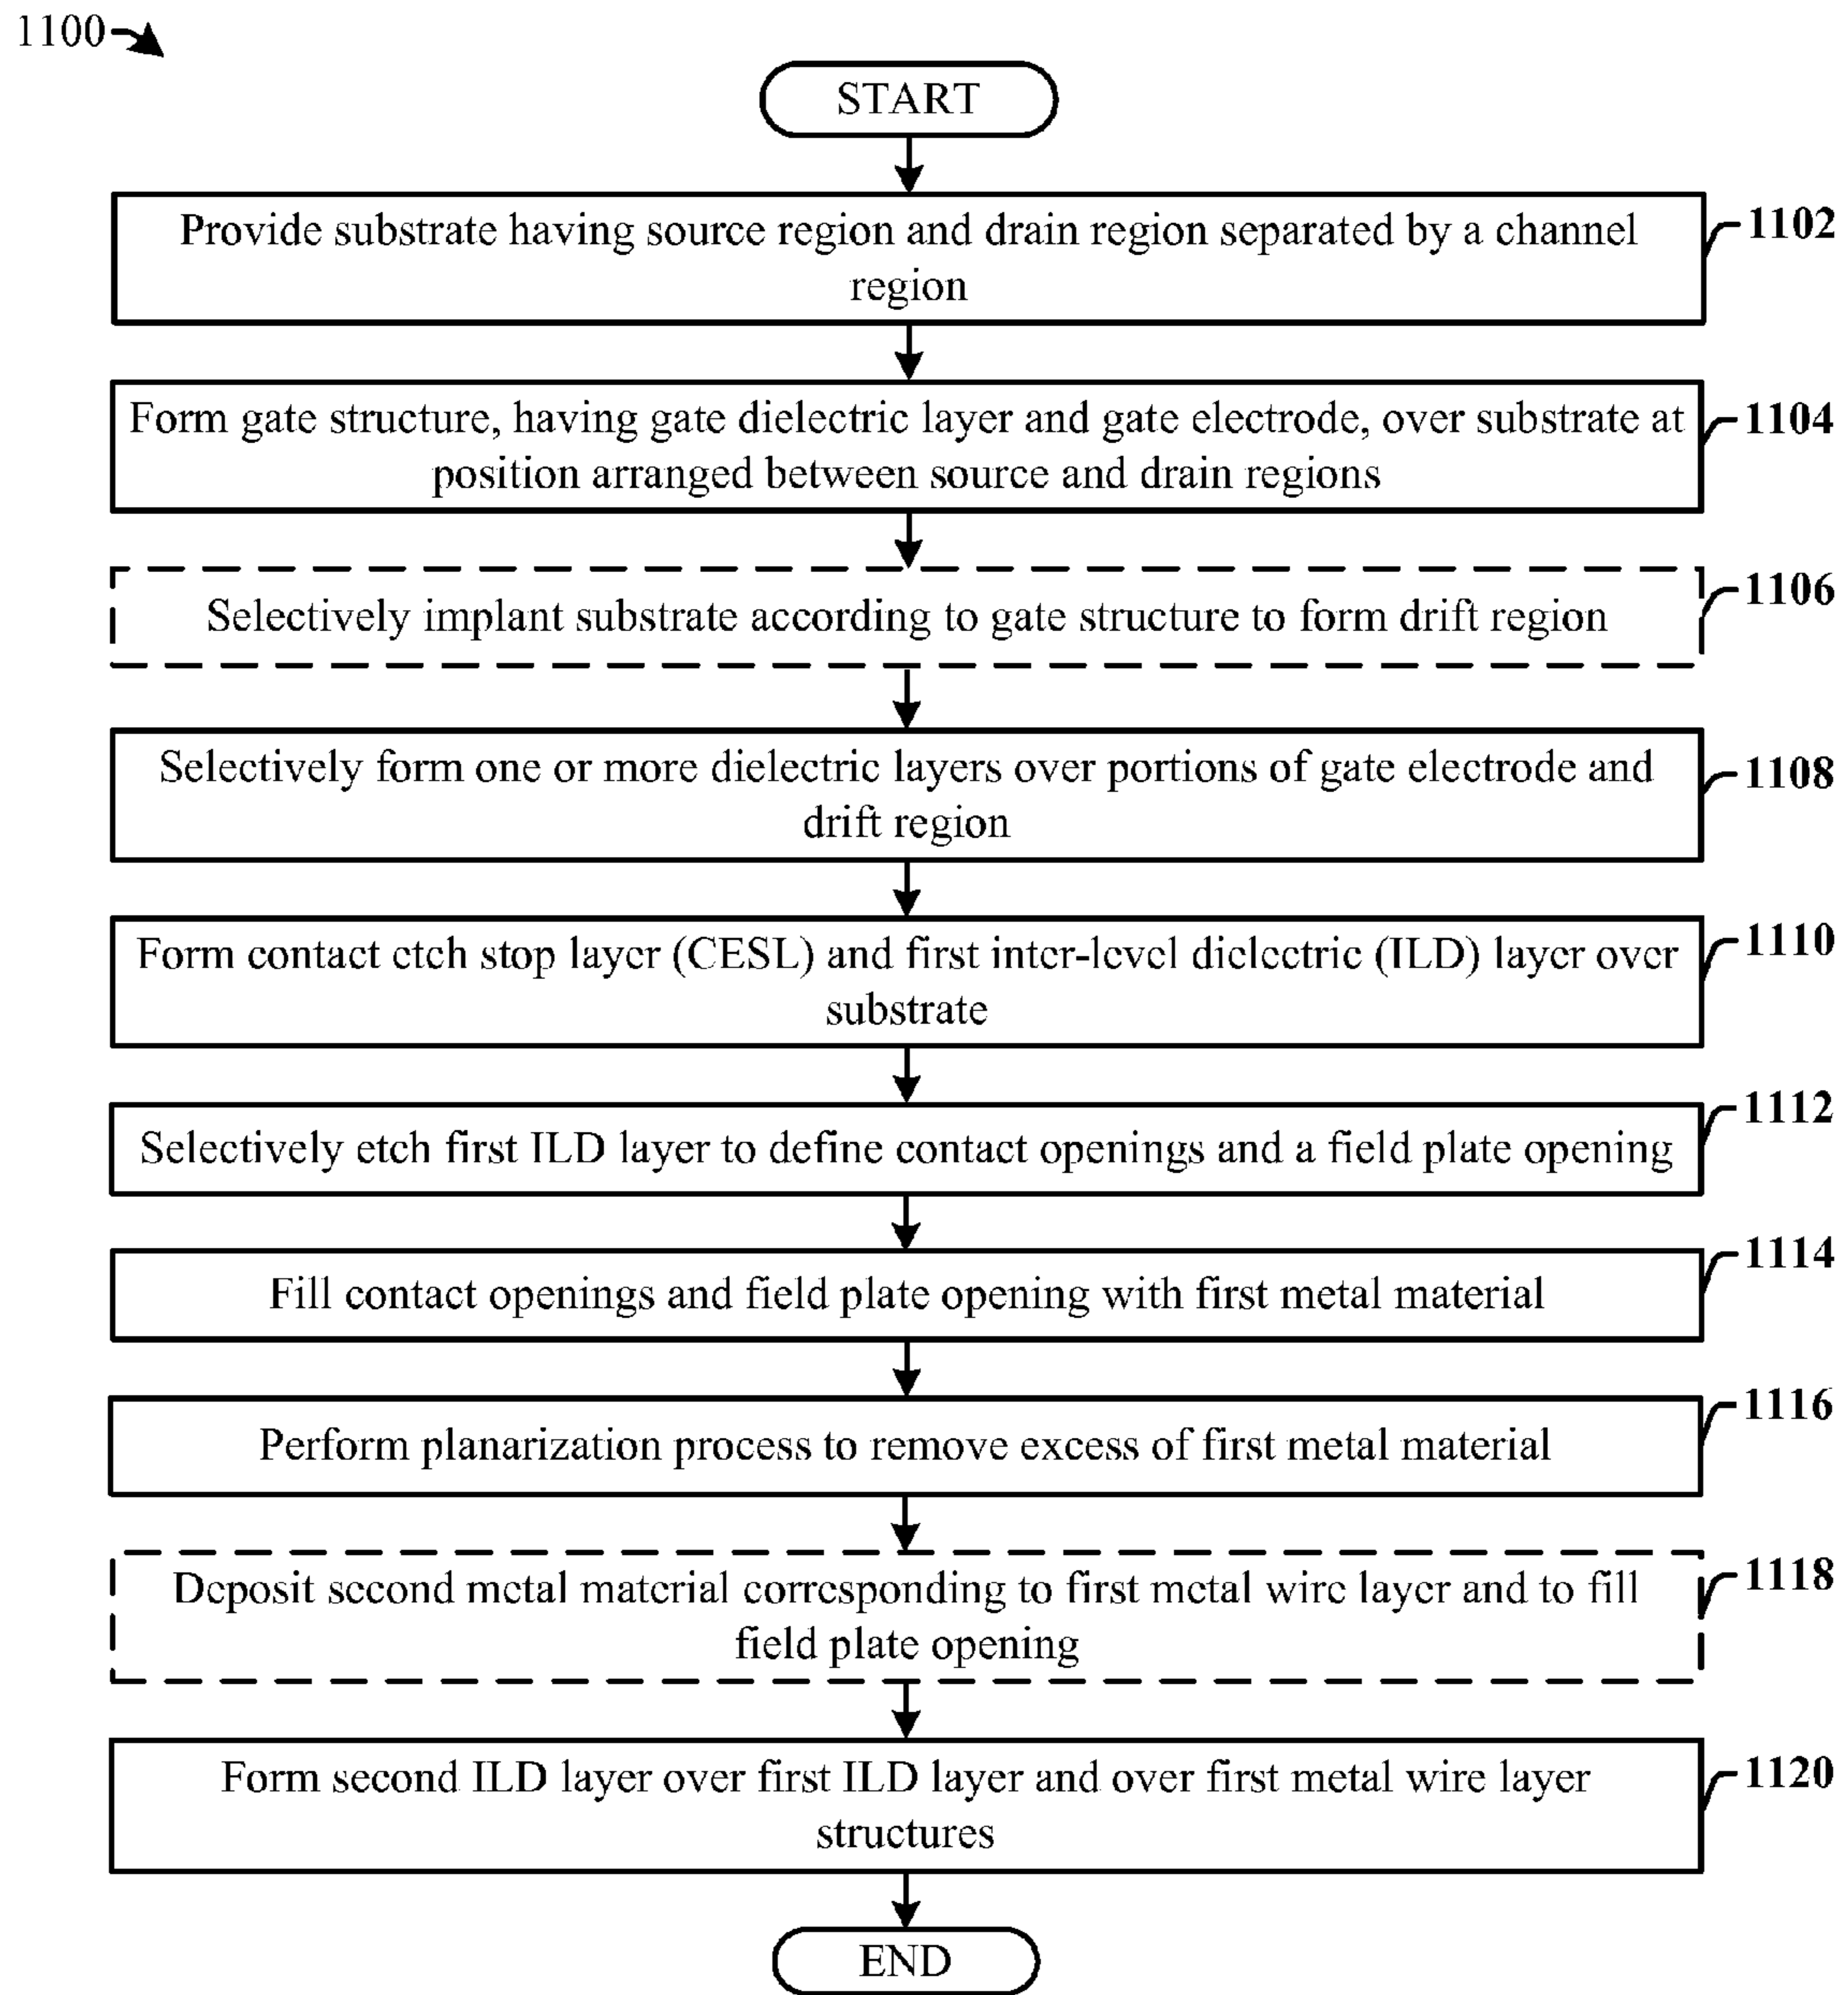 1100
START
Provide substrate having source region and drain region separated by a channel
region
1102
Form gate structure, having gate dielectric layer and gate electrode, over substrate at
position arranged between source and drain regions
1104
Selectively implant substrate according to gate structure to form drift region
1106
Selectively form one or more dielectric layers over portions of gate electrode and
drift region
1108
Form contact etch stop layer (CESL) and first inter-level dielectric (ILD) layer over
substrate
1110
Selectively etch first ILD layer to define contact openings and a field plate opening
1112
Fill contact openings and field plate opening with first metal material
1114
Perform planarization process to remove excess of first metal material
1116
Deposit second metal material corresponding to first metal wire layer and to fill
field plate opening
1118
Form second ILD layer over first ILD layer and over first metal wire layer
structures
1120
END